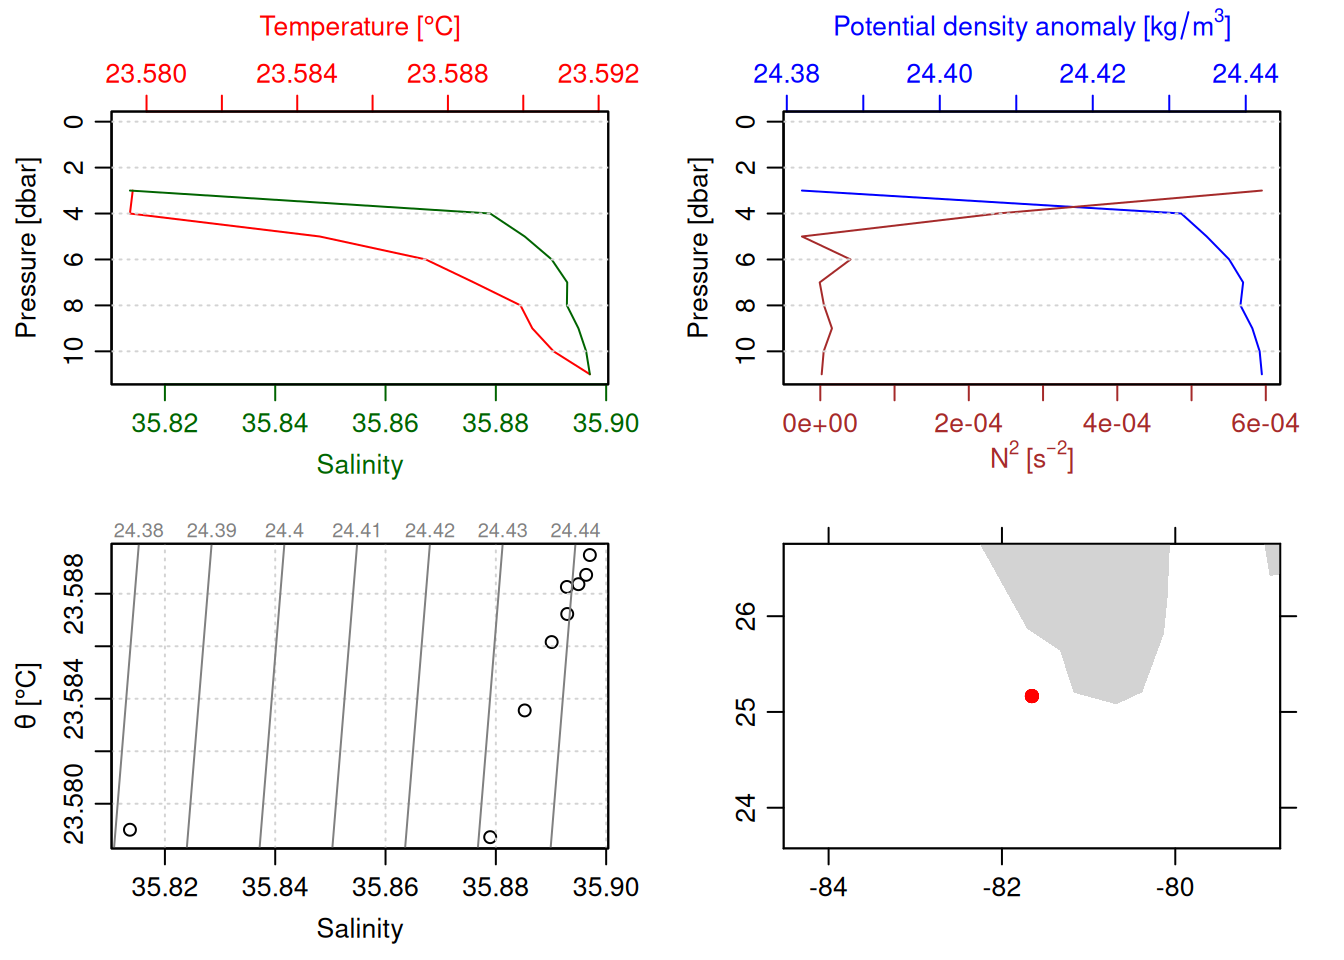 Temperature [°C]
23.580 23.584 23.588 23.592
Pressure [dbar]
0
2
4
6
8
10
35.82 35.84 35.86 35.88 35.90
Salinity
Potential density anomaly [kg/m³]
24.38 24.40 24.42 24.44
Pressure [dbar]
0
2
4
6
8
10
0e+00 2e-04 4e-04 6e-04
N² [s⁻²]
24.38 24.39 24.4 24.41 24.42 24.43 24.44
θ [°C]
23.588
23.584
23.580
35.82 35.84 35.86 35.88 35.90
Salinity
26
25
24
-84 -82 -80